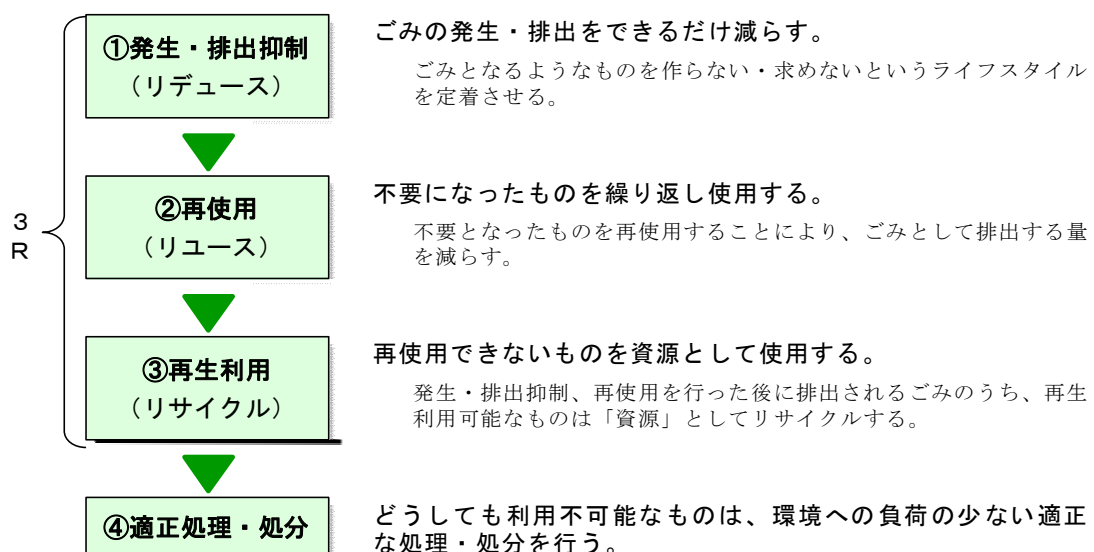 ①発生・排出抑制
(リデュース)
ごみの発生・排出をできるだけ減らす。
ごみとなるようなものを作らない・求めないというライフスタイル
を定着させる。
3
R
②再使用
(リユース)
不要になったものを繰り返し使用する。
不要となったものを再使用することにより、ごみとして排出する量
を減らす。
③再生利用
(リサイクル)
再使用できないものを資源として使用する。
発生・排出抑制、再使用を行った後に排出されるごみのうち、再生
利用可能なものは「資源」としてリサイクルする。
④適正処理・処分
どうしても利用不可能なものは、環境への負荷の少ない適正
な処理・処分を行う。